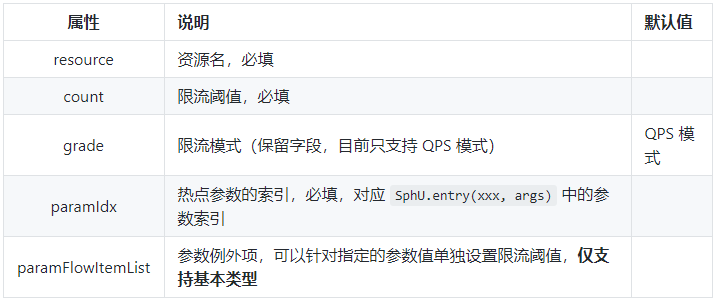 属性 说明 默认值
resource 资源名，必填
count 限流阈值，必填
grade 限流模式（保留字段，目前只支持 QPS 模式） QPS 模
式
paramIdx 热点参数的索引，必填，对应 SphU.entry(xxx, args) 中的参
数索引
paramFlowItemList 参数例外项，可以针对指定的参数值单独设置限流阈值，仅支
持基本类型